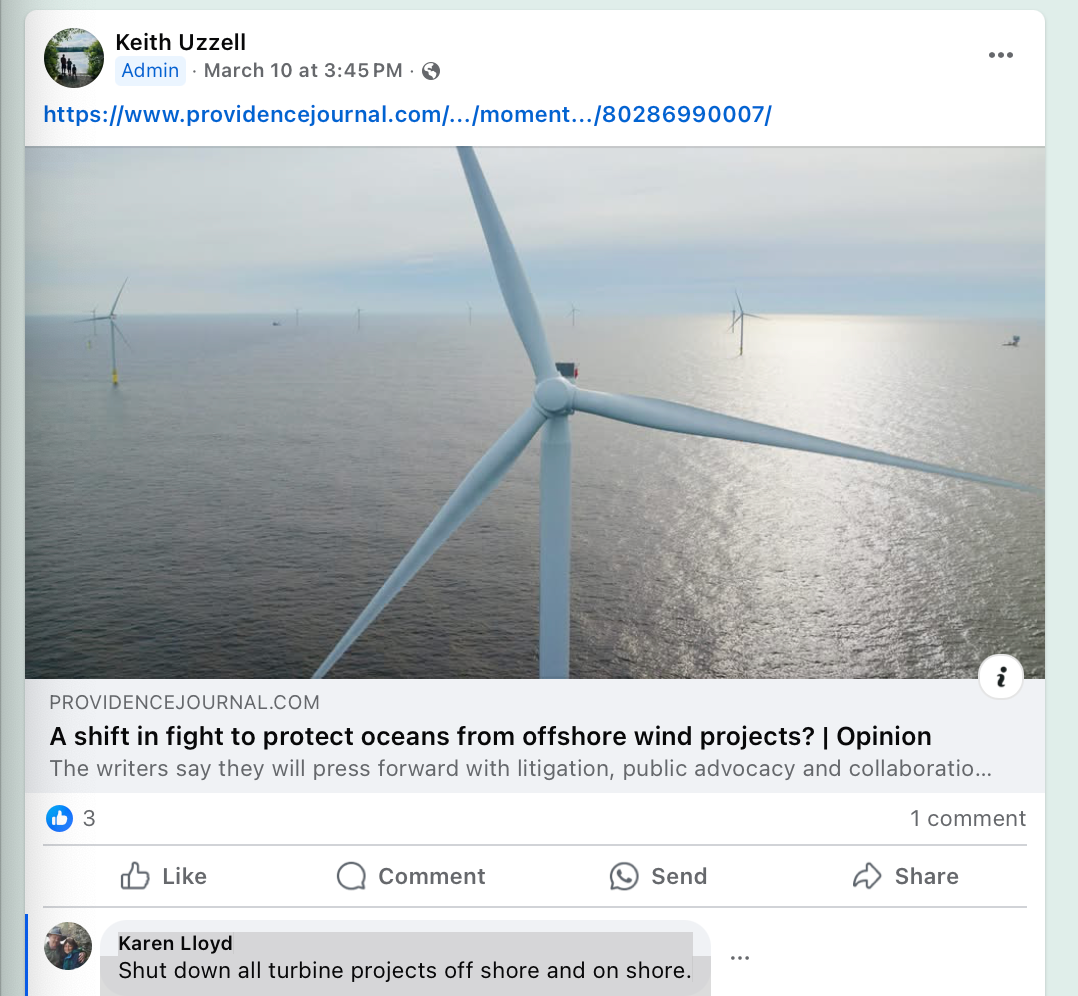 Keith Uzzell
Admin · March 10 at 3:45 PM ·
https://www.providencejournal.com/.../moment.../80286990007/
i
PROVIDENCEJOURNAL.COM
A shift in fight to protect oceans from offshore wind projects? | Opinion
The writers say they will press forward with litigation, public advocacy and collaboratio...
3 1 comment
Like Comment Send Share
Karen Lloyd
Shut down all turbine projects off shore and on shore.